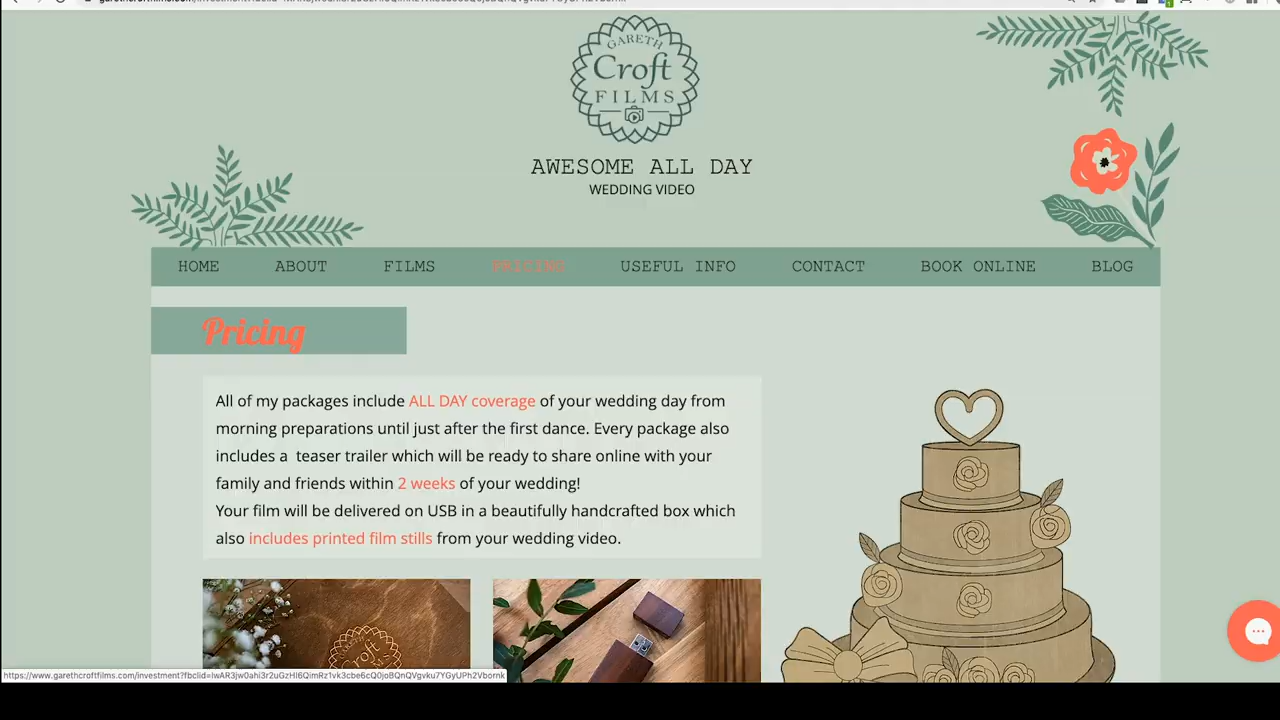 GARETH
Croft
FILMS
AWESOME ALL DAY
WEDDING VIDEO
HOME ABOUT FILMS PRICING USEFUL INFO CONTACT BOOK ONLINE BLOG
Pricing
All of my packages include ALL DAY coverage of your wedding day from
morning preparations until just after the first dance. Every package also
includes a teaser trailer which will be ready to share online with your
family and friends within 2 weeks of your wedding!
Your film will be delivered on USB in a beautifully handcrafted box which
also includes printed film stills from your wedding video.
Croft